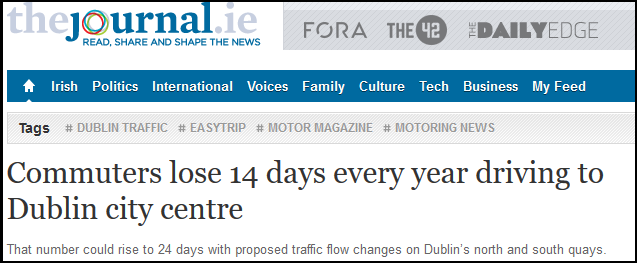 thejournal.ie
READ, SHARE AND SHAPE THE NEWS
FORA THE 42 THE DAILY EDGE
Irish Politics International Voices Family Culture Tech Business My Feed
Tags # DUBLIN TRAFFIC # EASYTRIP # MOTOR MAGAZINE # MOTORING NEWS
Commuters lose 14 days every year driving to
Dublin city centre
That number could rise to 24 days with proposed traffic flow changes on Dublin's north and south quays.